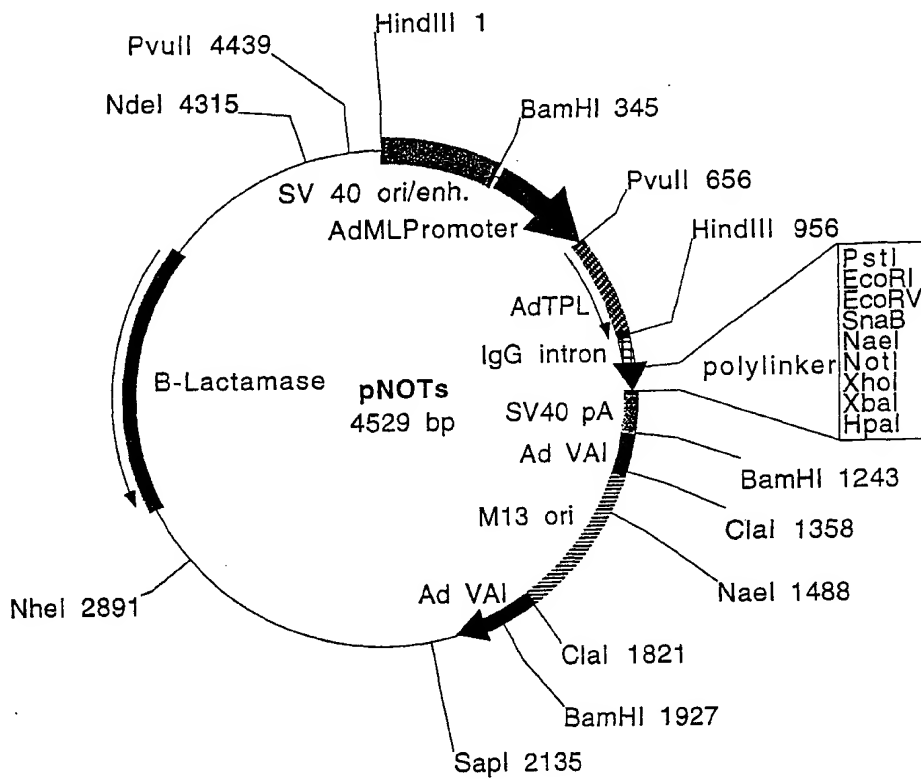 HindIII 1
PvuII 4439
NdeI 4315
BamHI 345
SV 40 ori/enh.
PvuII 656
AdMLPromoter
HindIII 956
PstI
EcoRI
EcoRV
SnaB
NaeI
NotI
XhoI
XbaI
HpaI
AdTPL
IgG intron
polylinker
B-Lactamase
pNOTs
4529 bp
SV40 pA
Ad VAI
BamHI 1243
ClaI 1358
M13 ori
NaeI 1488
NheI 2891
Ad VAI
ClaI 1821
BamHI 1927
SapI 2135